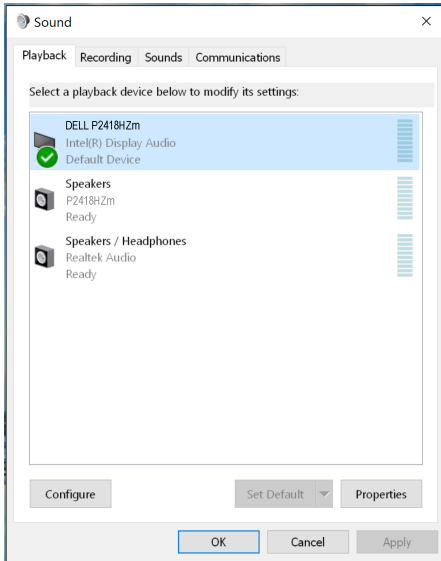 Sound
Playback Recording Sounds Communications
Select a playback device below to modify its settings:
DELL P2418HZm
Intel(R) Display Audio
Default Device
Speakers
P2418HZm
Ready
Speakers / Headphones
Realtek Audio
Ready
Configure Set Default Properties
OK Cancel Apply